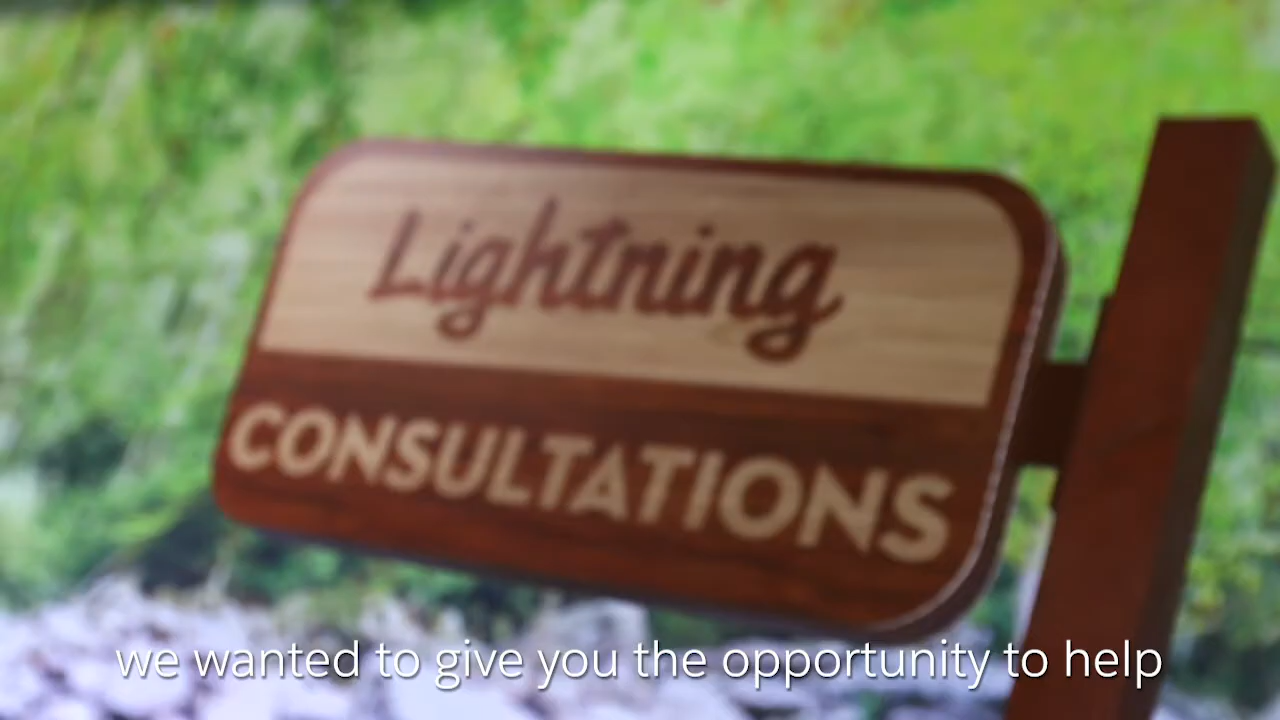 Lightning
CONSULTATIONS
we wanted to give you the opportunity to help